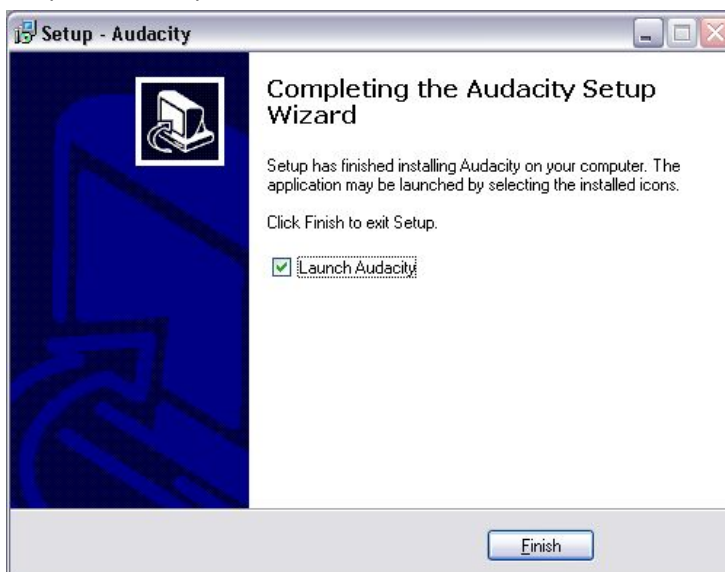 Setup - Audacity
Completing the Audacity Setup
Wizard
Setup has finished installing Audacity on your computer. The
application may be launched by selecting the installed icons.
Click Finish to exit Setup.
Launch Audacity
Finish